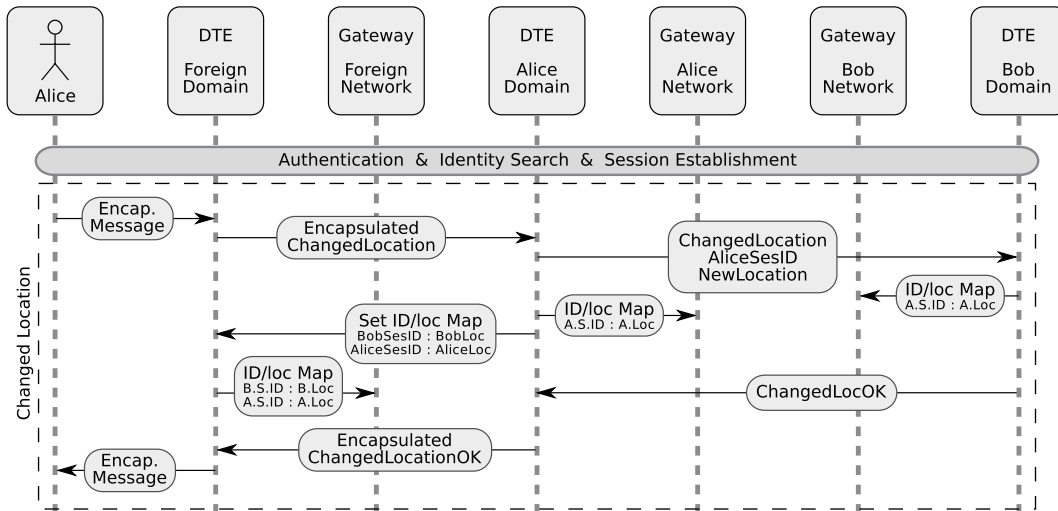 Alice
DTE
Foreign
Domain
Gateway
Foreign
Network
DTE
Alice
Domain
Gateway
Alice
Network
Gateway
Bob
Network
DTE
Bob
Domain
Authentication & Identity Search & Session Establishment
Changed Location
Encap.
Message
Encapsulated
ChangedLocation
ChangedLocation
AliceSesID
NewLocation
ID/loc Map
A.S.ID : A.Loc
ID/loc Map
A.S.ID : A.Loc
Set ID/loc Map
BobSesID : BobLoc
AliceSesID : AliceLoc
ID/loc Map
B.S.ID : B.Loc
A.S.ID : A.Loc
ChangedLocOK
Encapsulated
ChangedLocationOK
Encap.
Message